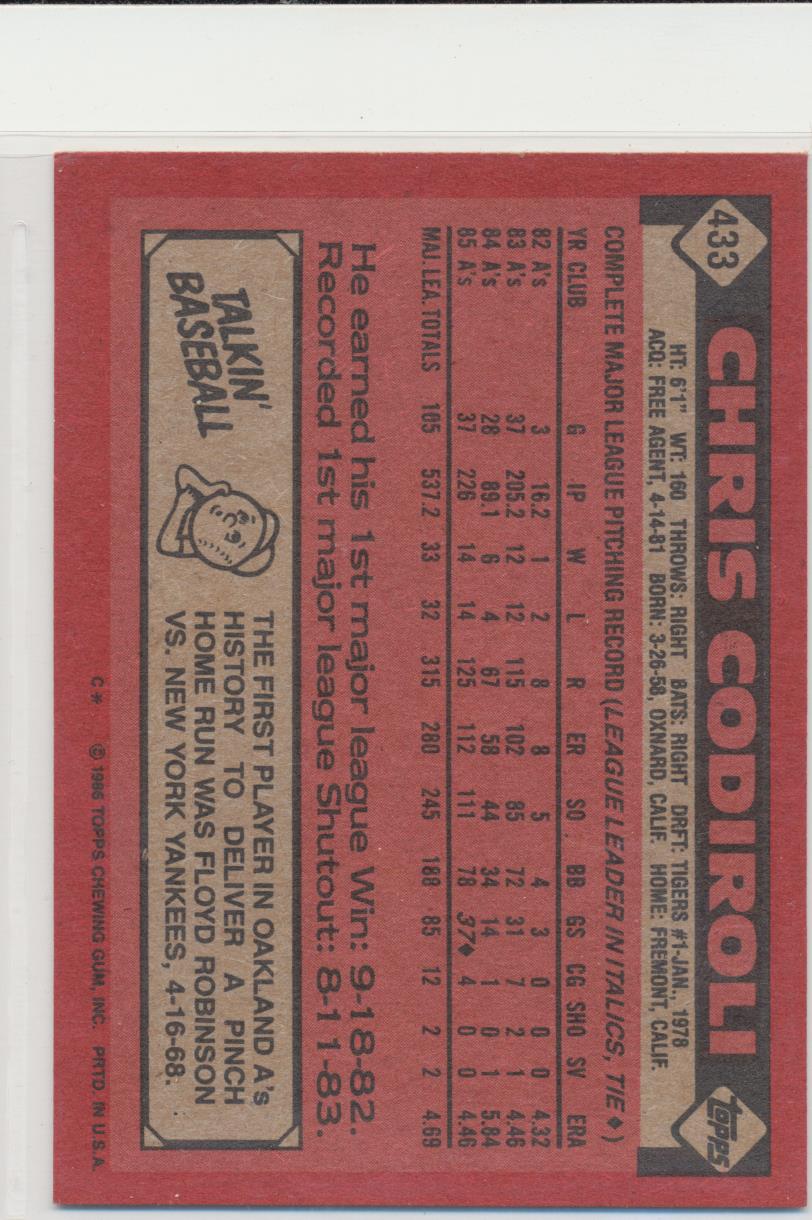 433 CHRIS CODIROLI topps
HT: 6'1" WT: 160 THROWS: RIGHT BATS: RIGHT DRFT: TIGERS #1-JAN., 1978
ACQ: FREE AGENT, 4-14-81 BORN: 3-26-58, OXNARD, CALIF. HOME: FREMONT, CALIF.
COMPLETE MAJOR LEAGUE PITCHING RECORD (LEAGUE LEADER IN ITALICS, TIE ♦)
YR CLUB G IP W L R ER SO BB GS CG SHO SV ERA
82 A's 3 16.2 1 2 8 8 5 4 3 0 0 0 4.32
83 A's 37 205.2 12 12 115 102 85 72 31 7 2 1 4.46
84 A's 28 89.1 6 4 67 58 44 34 14 1 0 1 5.84
85 A's 37 226 14 14 125 112 111 78 37♦ 4 0 0 4.46
MAJ. LEA. TOTALS 105 537.2 33 32 315 280 245 188 85 12 2 2 4.69
He earned his 1st major league Win: 9-18-82.
Recorded 1st major league Shutout: 8-11-83.
TALKIN'
BASEBALL
THE FIRST PLAYER IN OAKLAND A's
HISTORY TO DELIVER A PINCH
HOME RUN WAS FLOYD ROBINSON
VS. NEW YORK YANKEES, 4-16-68.
C* © 1986 TOPPS CHEWING GUM, INC. PRTD. IN U.S.A.